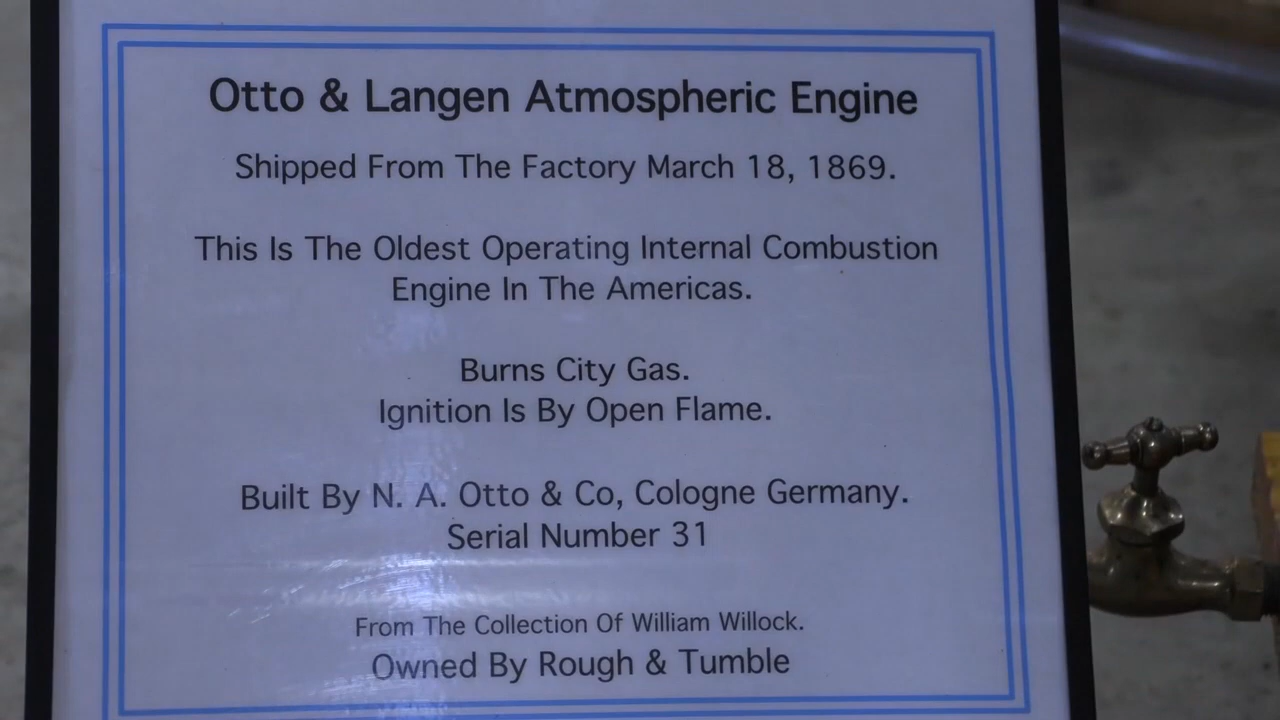 Otto & Langen Atmospheric Engine
Shipped From The Factory March 18, 1869.
This Is The Oldest Operating Internal Combustion
Engine In The Americas.
Burns City Gas.
Ignition Is By Open Flame.
Built By N. A. Otto & Co, Cologne Germany.
Serial Number 31
From The Collection Of William Willock.
Owned By Rough & Tumble